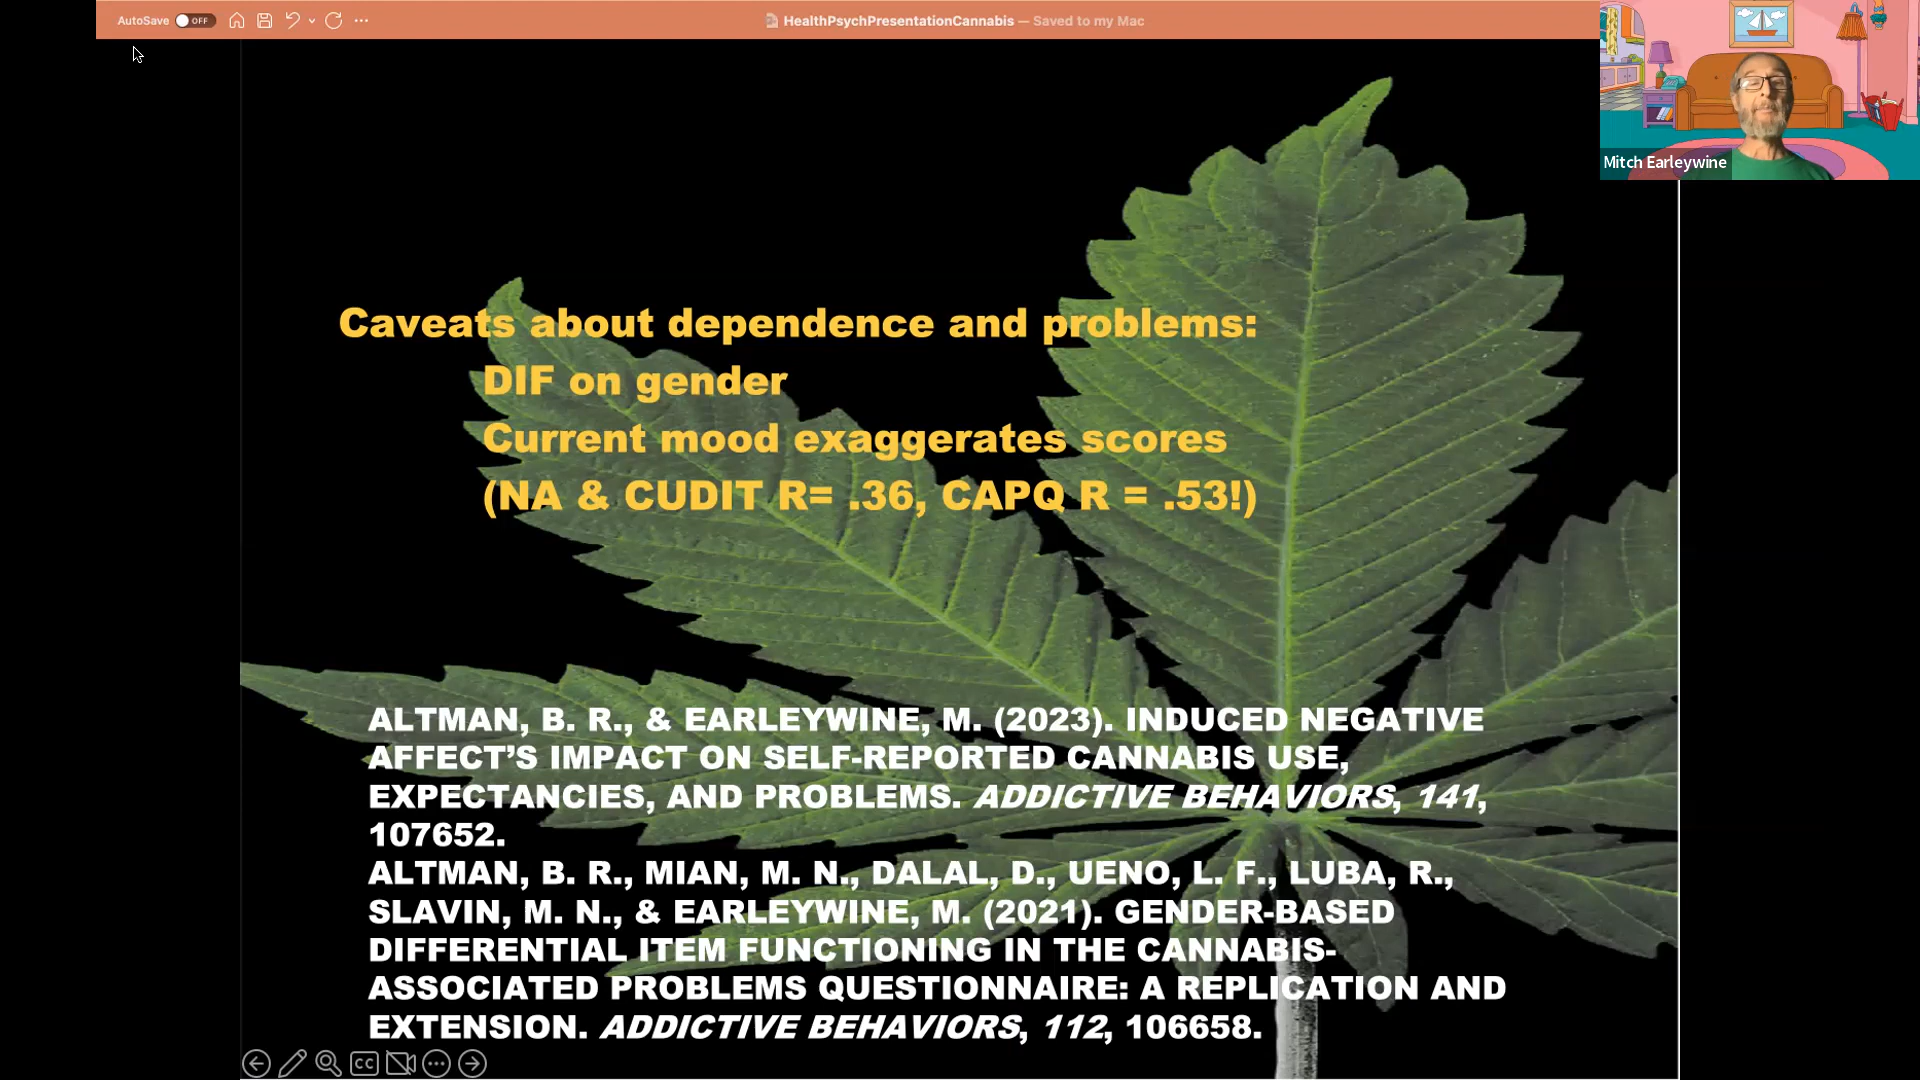 AutoSave OFF
HealthPsychPresentationCannabis — Saved to my Mac
Mitch Earleywine
Caveats about dependence and problems:
DIF on gender
Current mood exaggerates scores
(NA & CUDIT R= .36, CAPQ R = .53!)
ALTMAN, B. R., & EARLEYWINE, M. (2023). INDUCED NEGATIVE
AFFECT’S IMPACT ON SELF-REPORTED CANNABIS USE,
EXPECTANCIES, AND PROBLEMS. ADDICTIVE BEHAVIORS, 141,
107652.
ALTMAN, B. R., MIAN, M. N., DALAL, D., UENO, L. F., LUBA, R.,
SLAVIN, M. N., & EARLEYWINE, M. (2021). GENDER-BASED
DIFFERENTIAL ITEM FUNCTIONING IN THE CANNABIS-
ASSOCIATED PROBLEMS QUESTIONNAIRE: A REPLICATION AND
EXTENSION. ADDICTIVE BEHAVIORS, 112, 106658.
CC